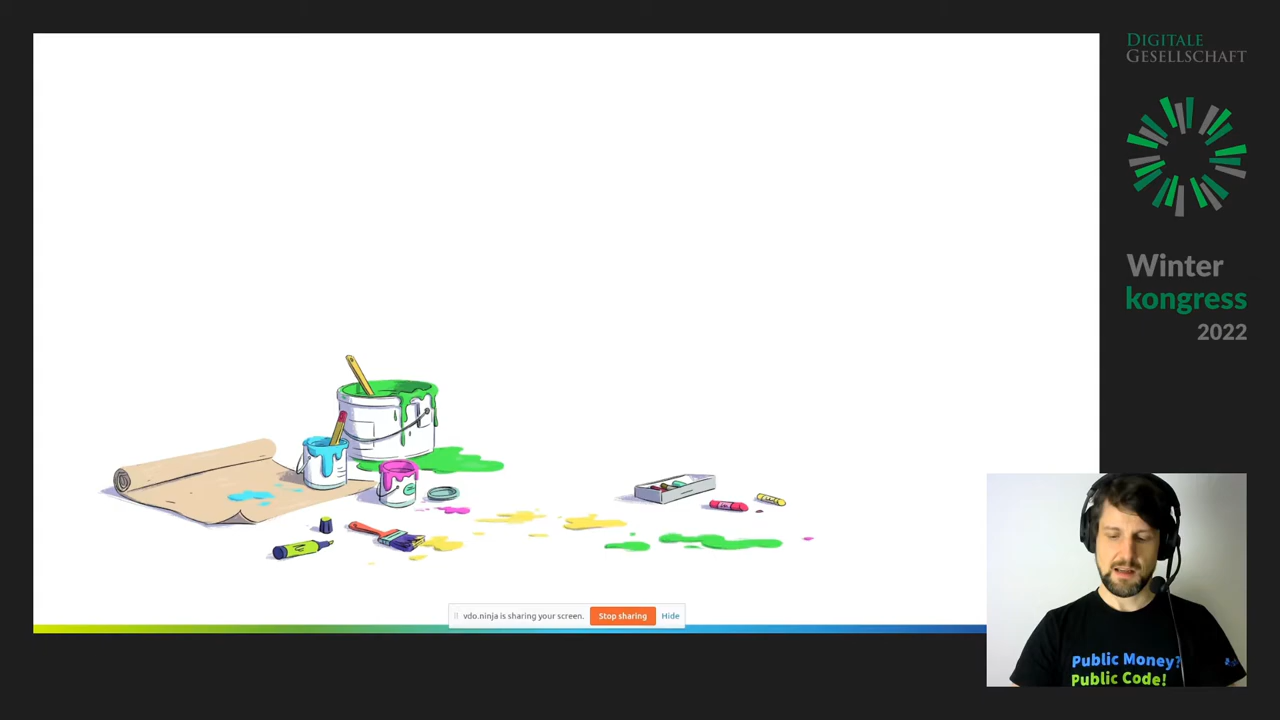 DIGITALE
GESELLSCHAFT
Winter
kongress
2022
vdo.ninja is sharing your screen.
Stop sharing
Hide
Public Money?
Public Code!